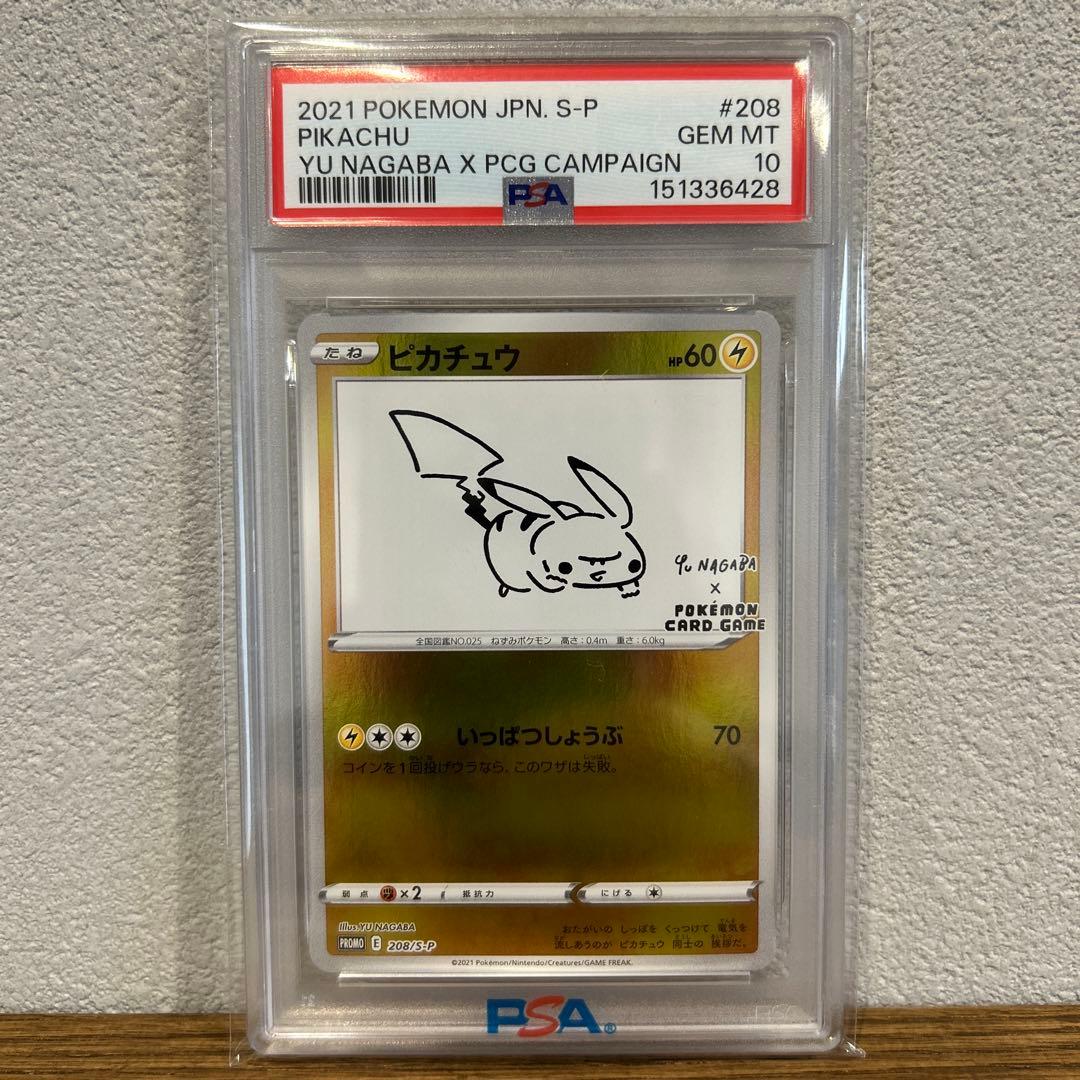 2021 POKEMON JPN. S-P #208
PIKACHU GEM MT
YU NAGABA X PCG CAMPAIGN 10
PSA 151336428
たね ピカチュウ HP60
YU NAGABA
×
POKÉMON
CARD GAME
全国図鑑NO.025 ねずみポケモン 高さ:0.4m 重さ:6.0kg
いっぱつしょうぶ 70
コインを1回投げウラなら、このワザは失敗。
弱点 ×2 抵抗力 にげる
Illus.YU NAGABA
おたがいの しっぽを くっつけて 電気を
PROMO E 208/S-P 流しあうのが ピカチュウ 同士の 挨拶だ。
©2021 Pokémon/Nintendo/Creatures/GAME FREAK.
PSA®